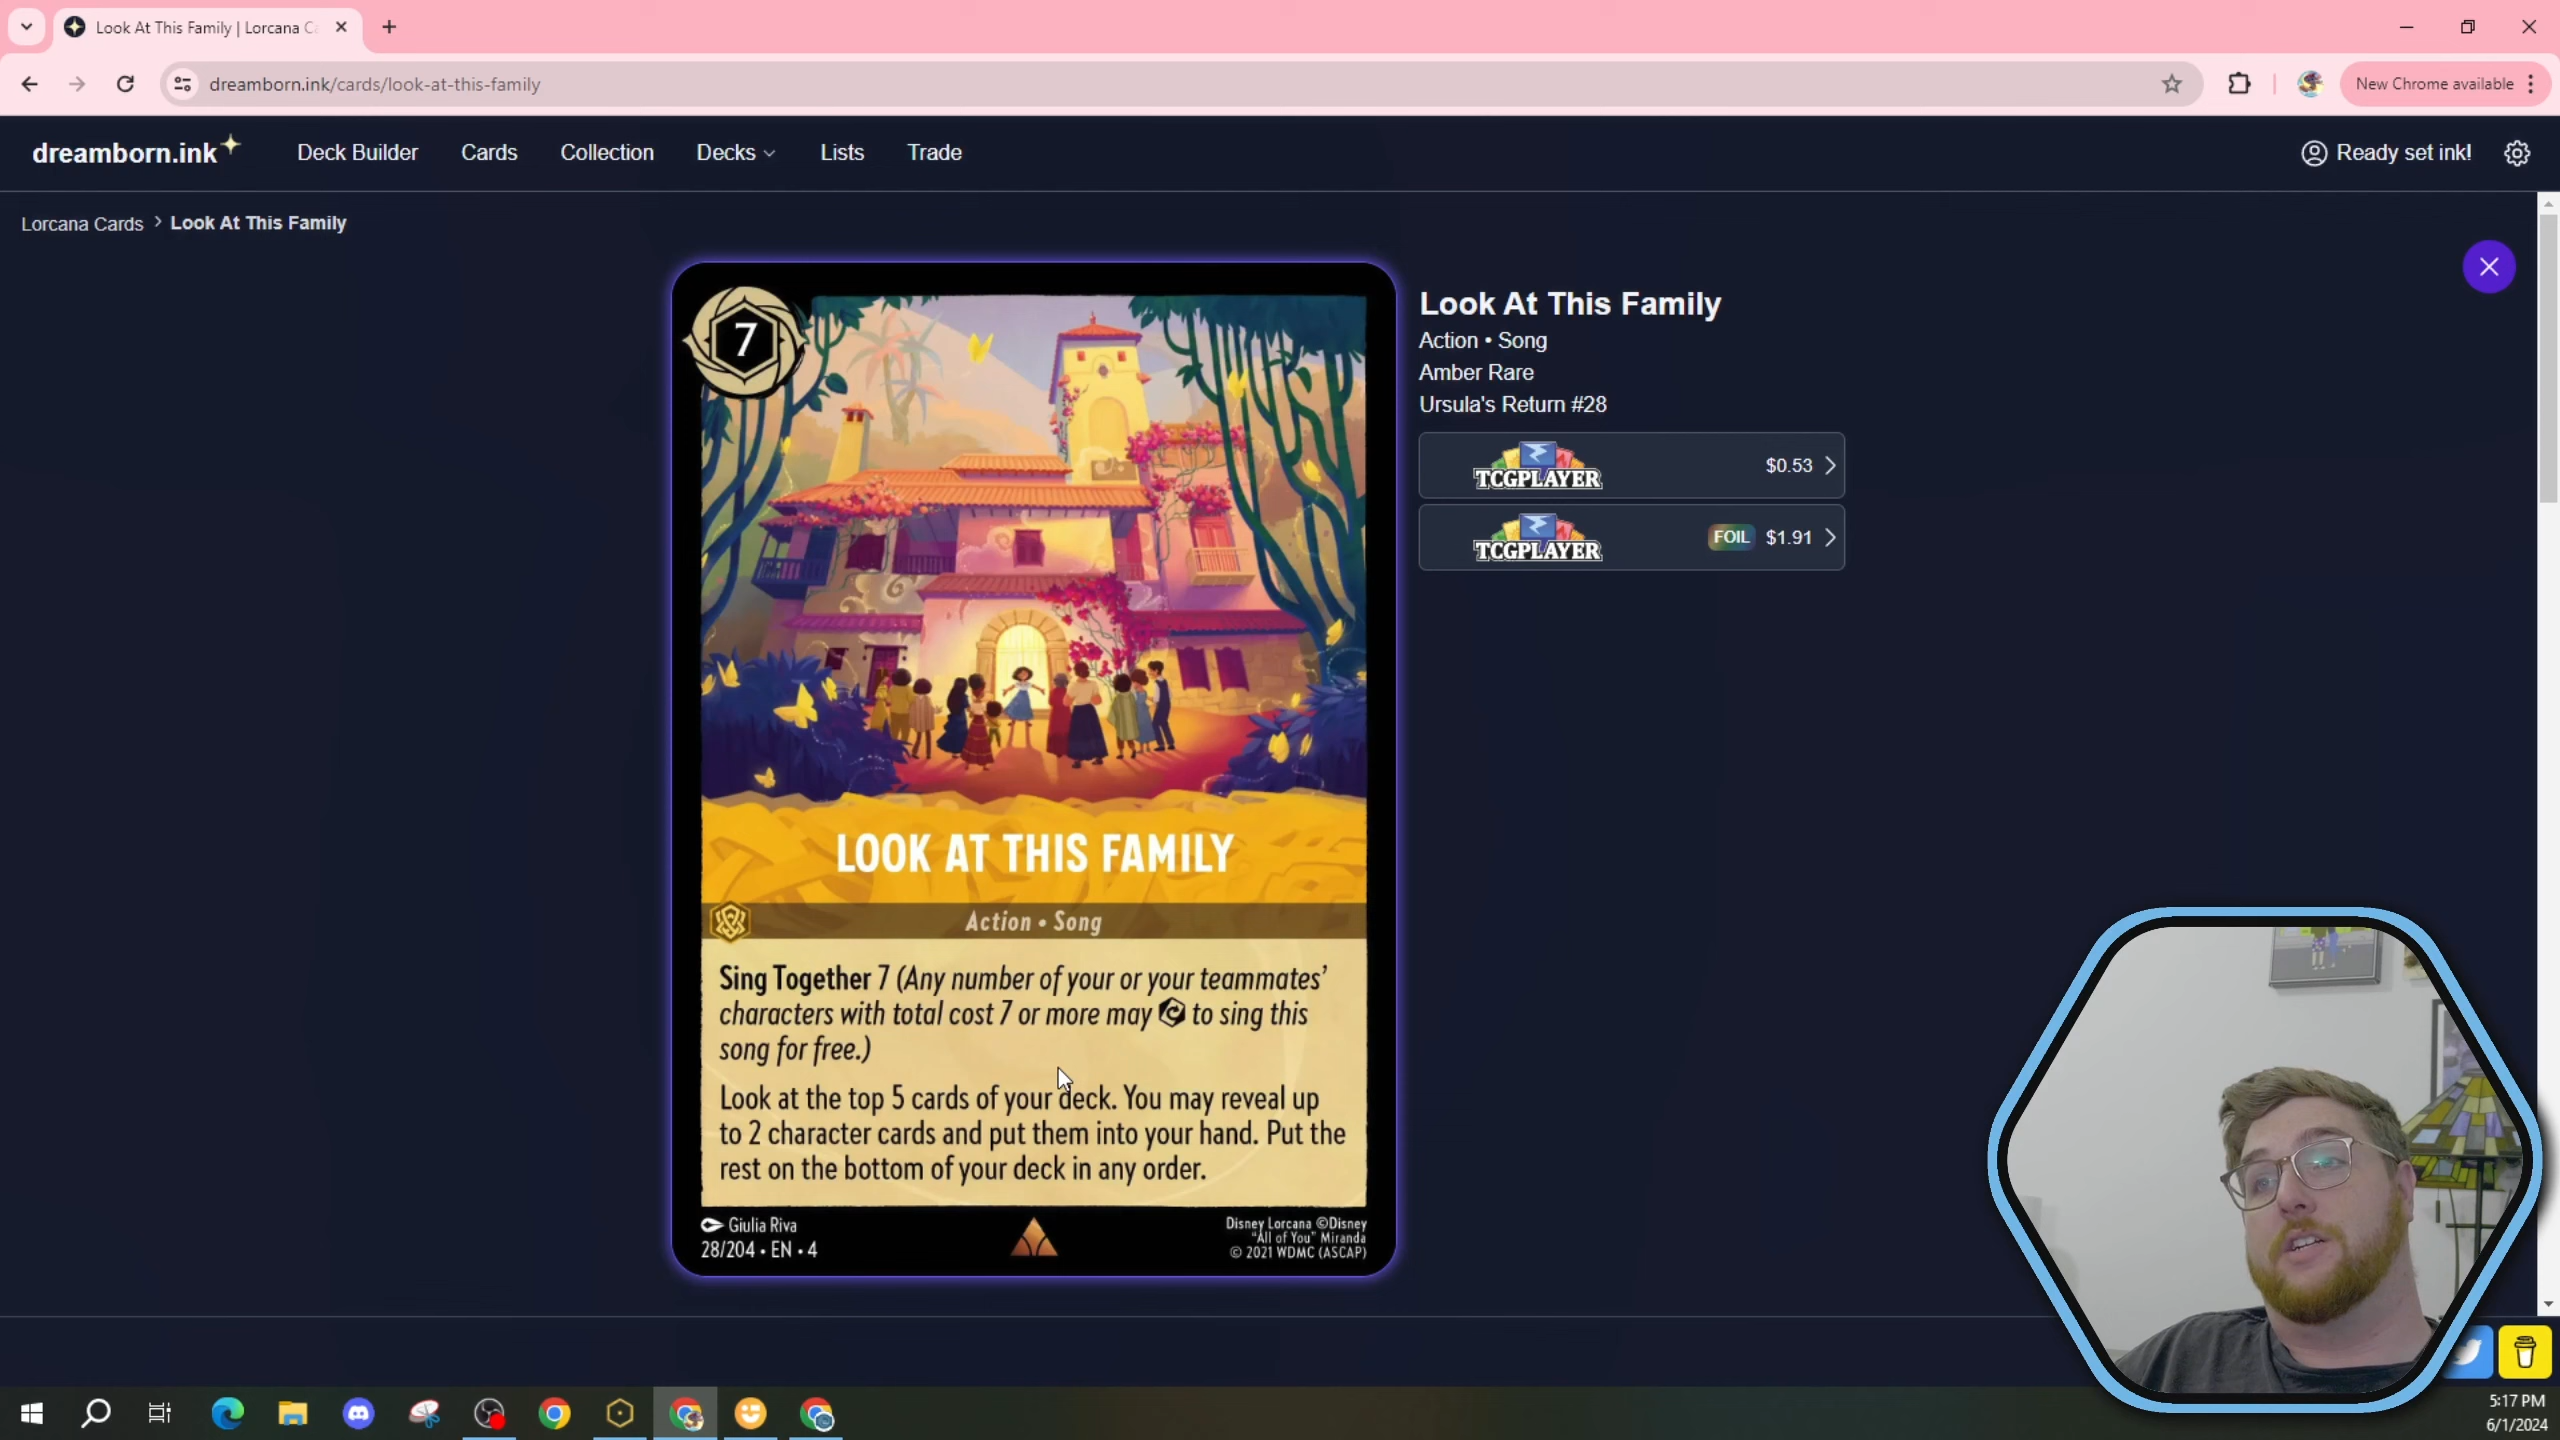 Look At This Family | Lorcana C
dreamborn.ink/cards/look-at-this-family
New Chrome available
dreamborn.ink
Deck Builder
Cards
Collection
Decks
Lists
Trade
Ready set ink!
Lorcana Cards > Look At This Family
7
LOOK AT THIS FAMILY
Action • Song
Sing Together 7 (Any number of your or your teammates'
characters with total cost 7 or more may to sing this
song for free.)
Look at the top 5 cards of your deck. You may reveal up
to 2 character cards and put them into your hand. Put the
rest on the bottom of your deck in any order.
Giulia Riva
28/204 • EN • 4
Disney Lorcana ©Disney
"All of You" Miranda
© 2021 WDMC (ASCAP)
Look At This Family
Action • Song
Amber Rare
Ursula's Return #28
TCGPLAYER $0.53
TCGPLAYER FOIL $1.91
5:17 PM
6/1/2024